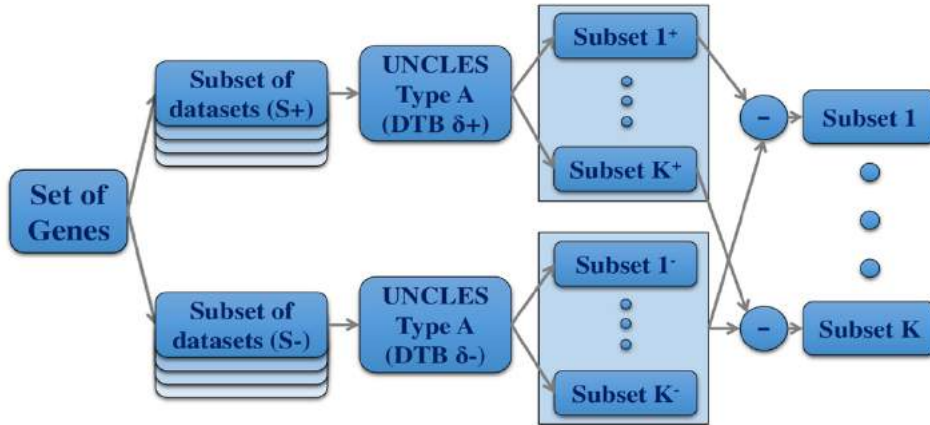 Set of
Genes
Subset of
datasets (S+)
UNCLES
Type A
(DTB δ+)
Subset 1⁺
Subset K⁺
Subset of
datasets (S-)
UNCLES
Type A
(DTB δ-)
Subset 1⁻
Subset K⁻
–
Subset 1
–
Subset K